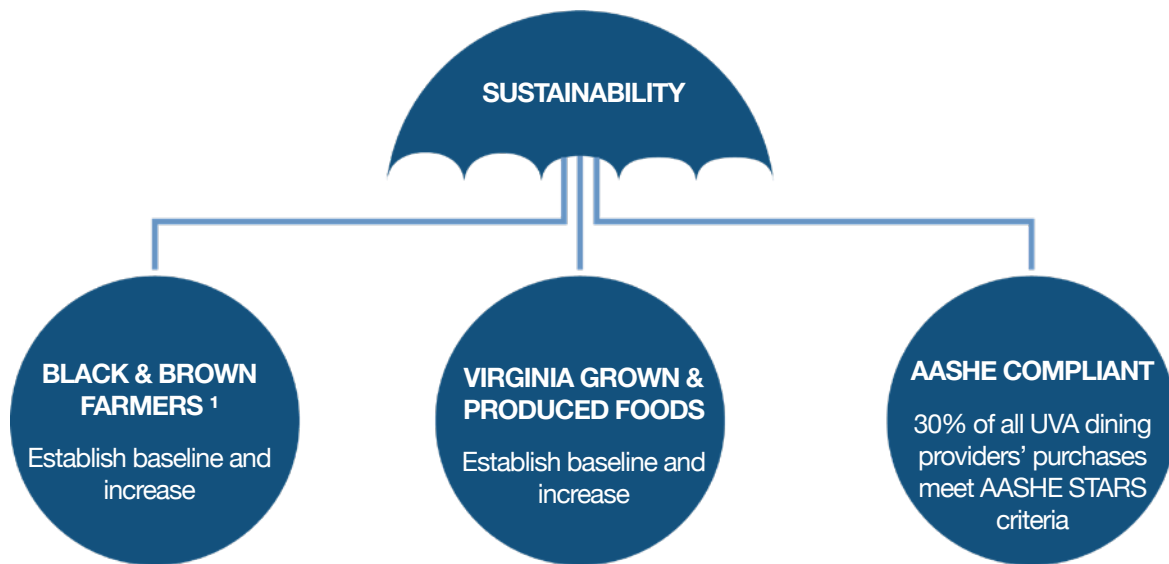 SUSTAINABILITY
BLACK & BROWN
FARMERS ¹
Establish baseline and
increase
VIRGINIA GROWN &
PRODUCED FOODS
Establish baseline and
increase
AASHE COMPLIANT
30% of all UVA dining
providers’ purchases
meet AASHE STARS
criteria